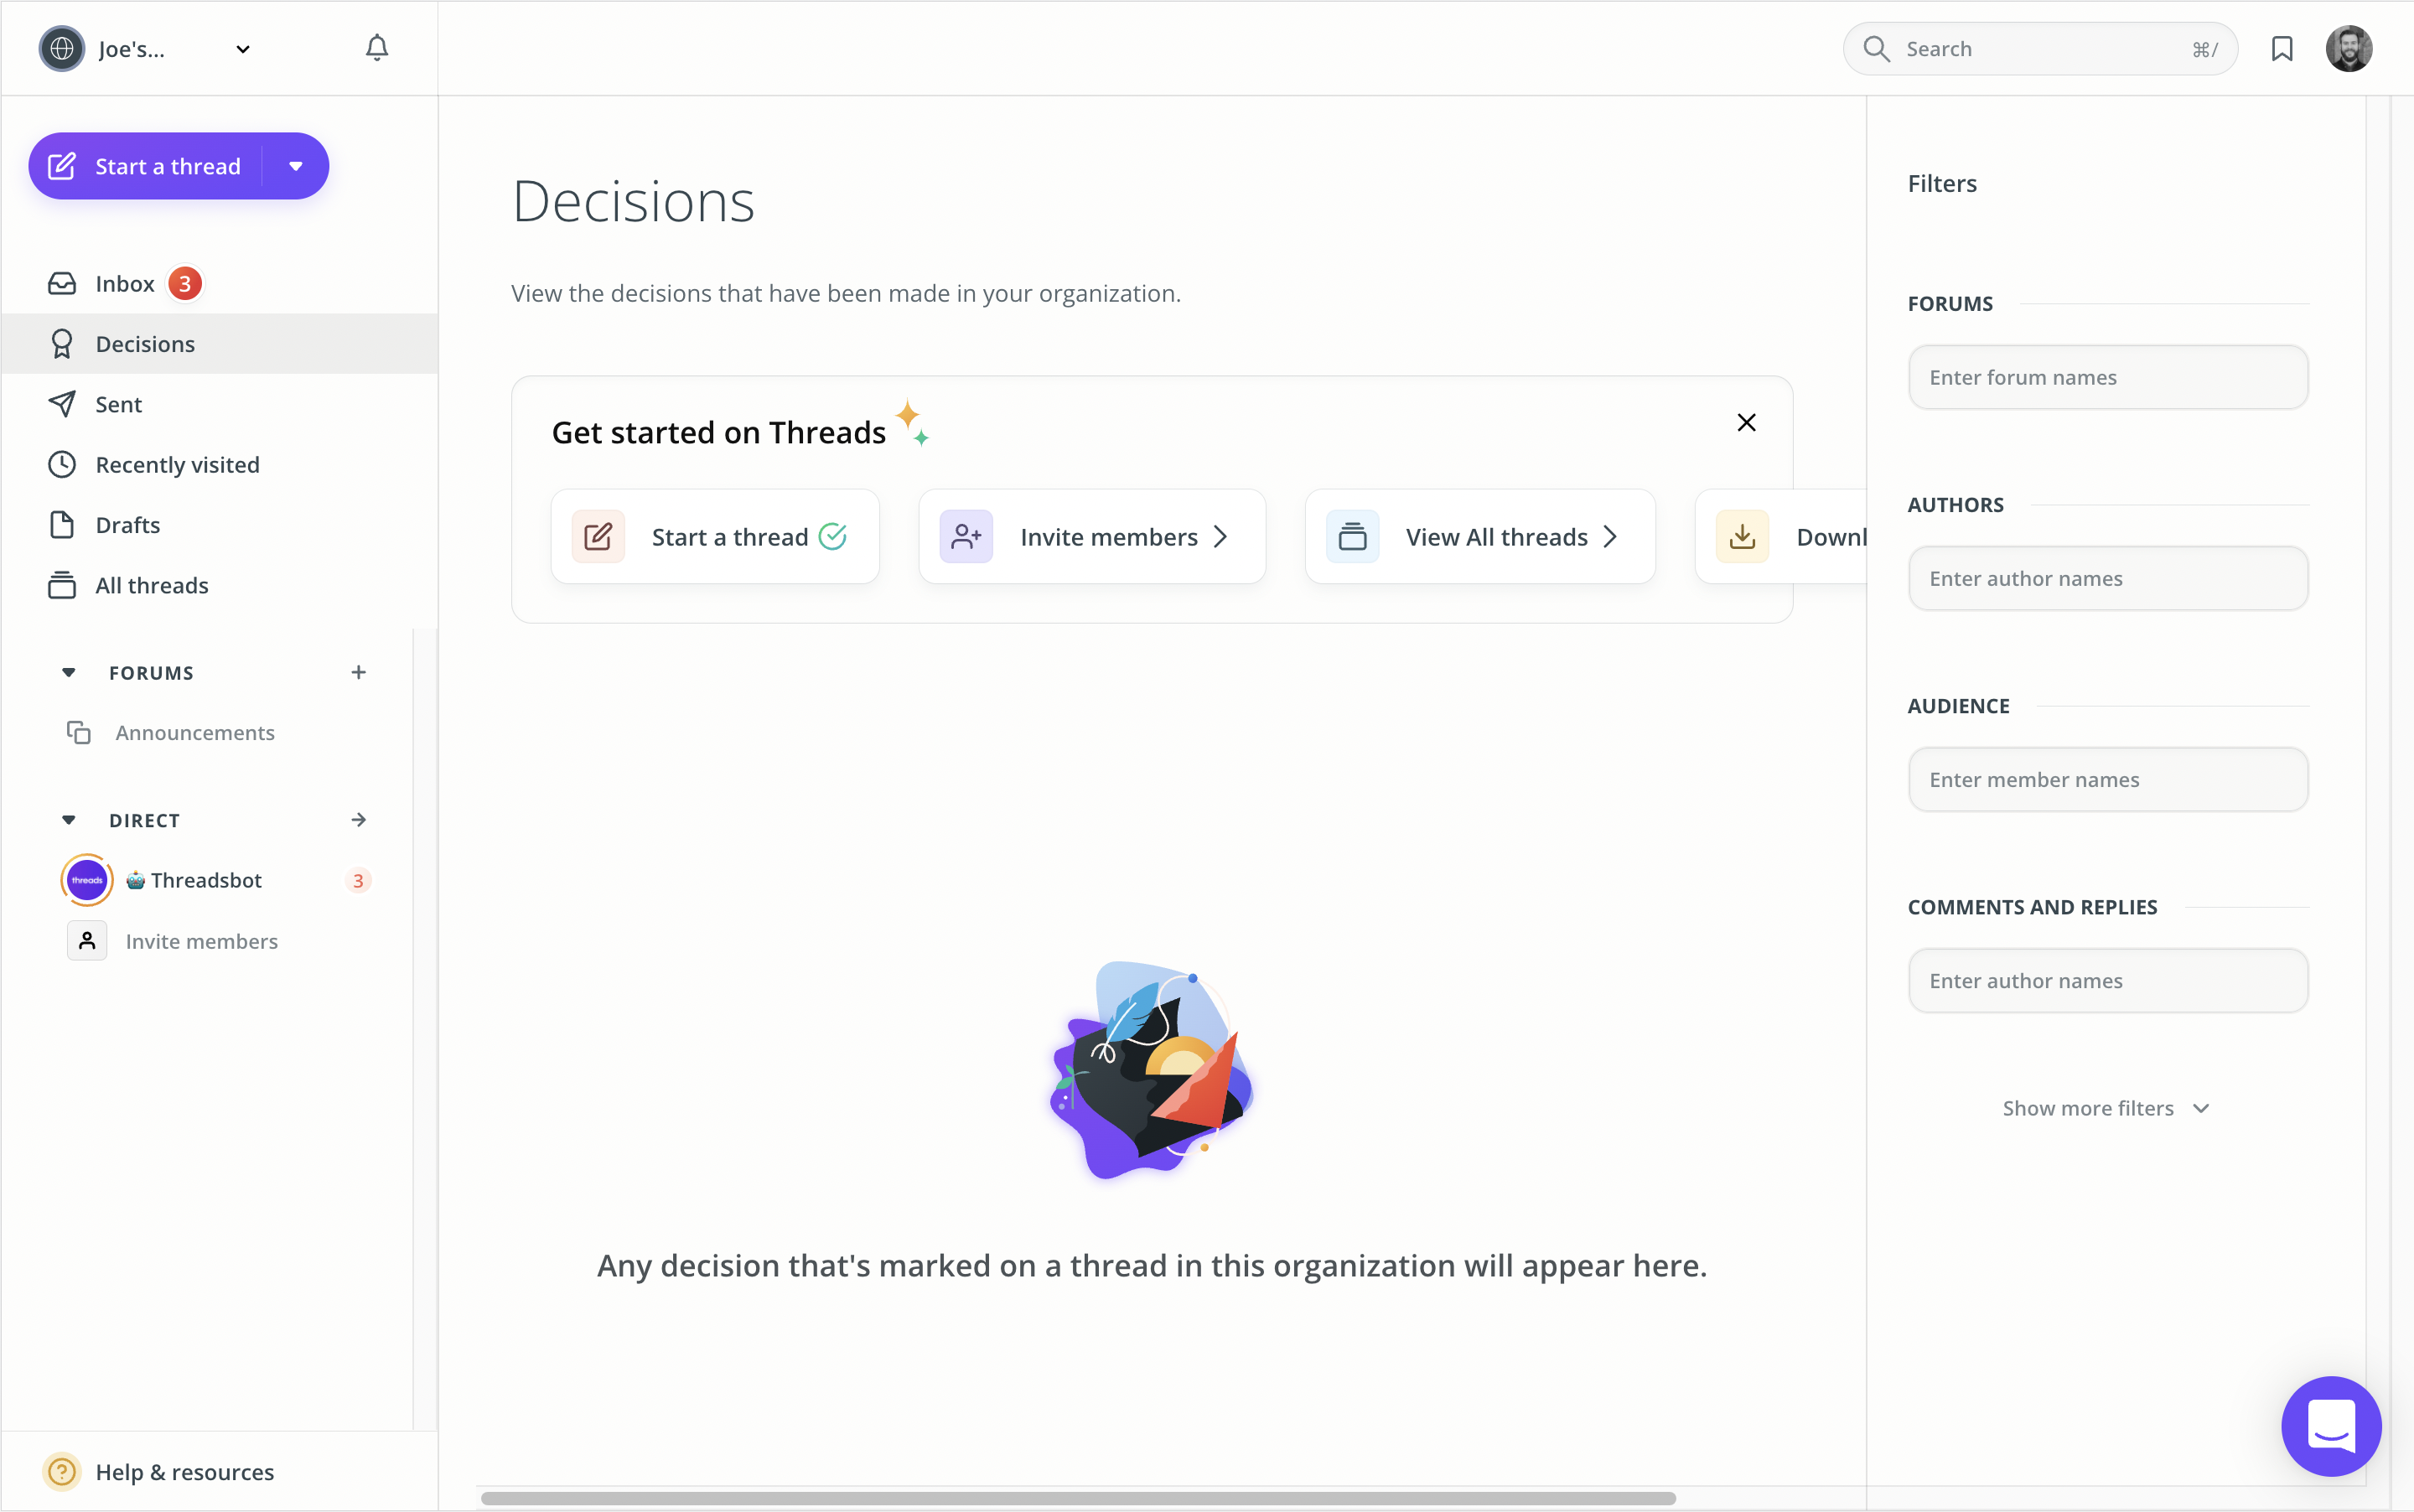 Joe's...
Search
⌘/
Start a thread
Inbox 3
Decisions
Sent
Recently visited
Drafts
All threads
FORUMS
Announcements
DIRECT
threads
Threadsbot 3
Invite members
Help & resources
Decisions
View the decisions that have been made in your organization.
Get started on Threads
Start a thread
Invite members
View All threads
Downl
Any decision that's marked on a thread in this organization will appear here.
Filters
FORUMS
Enter forum names
AUTHORS
Enter author names
AUDIENCE
Enter member names
COMMENTS AND REPLIES
Enter author names
Show more filters